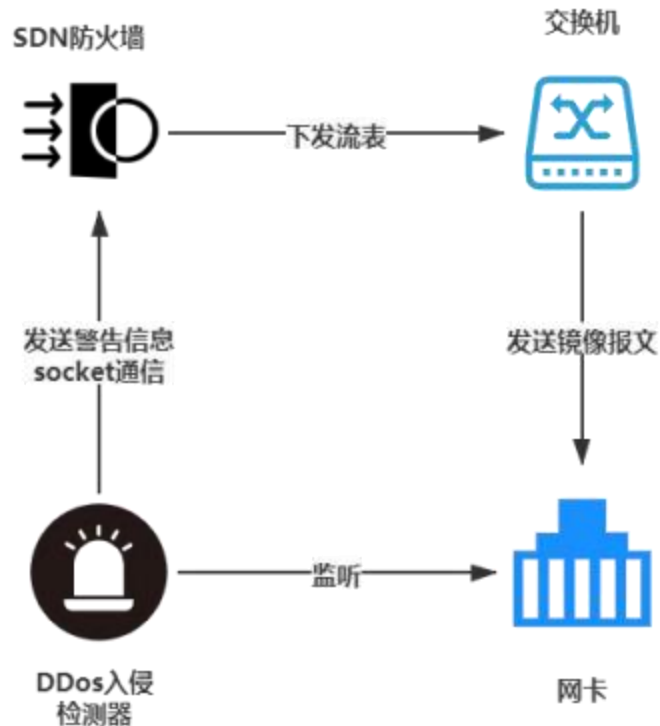 SDN防火墙
交换机
下发流表
发送警告信息
socket通信
发送镜像报文
监听
DDos入侵
检测器
网卡